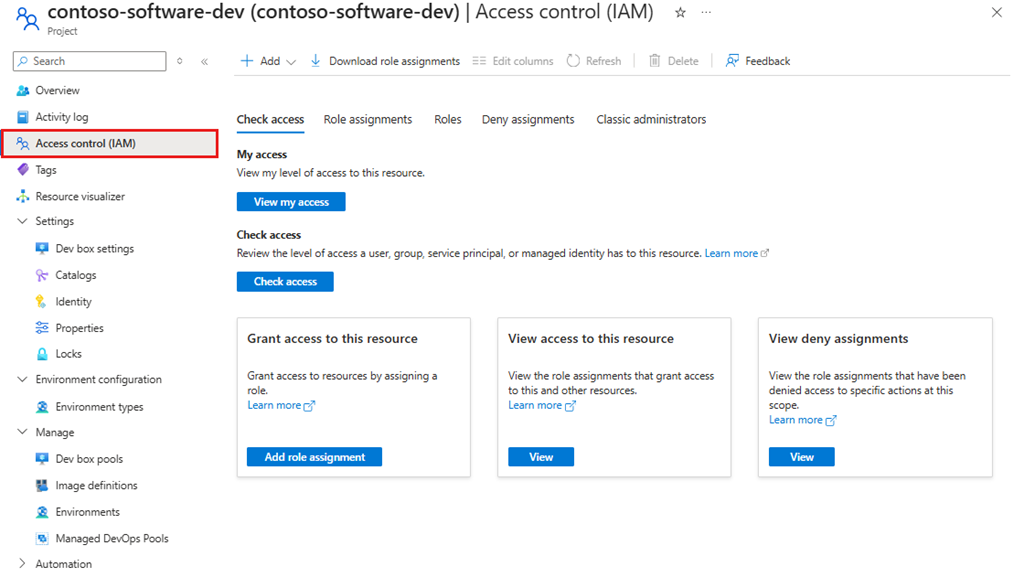 contoso-software-dev (contoso-software-dev) | Access control (IAM)
Project
Search
Add
Download role assignments
Edit columns
Refresh
Delete
Feedback
Overview
Activity log
Access control (IAM)
Tags
Resource visualizer
Settings
Dev box settings
Catalogs
Identity
Properties
Locks
Environment configuration
Environment types
Manage
Dev box pools
Image definitions
Environments
Managed DevOps Pools
Automation
Check access
Role assignments
Roles
Deny assignments
Classic administrators
My access
View my level of access to this resource.
View my access
Check access
Review the level of access a user, group, service principal, or managed identity has to this resource. Learn more
Check access
Grant access to this resource
Grant access to resources by assigning a
role.
Learn more
Add role assignment
View access to this resource
View the role assignments that grant access
to this and other resources.
Learn more
View
View deny assignments
View the role assignments that have been
denied access to specific actions at this
scope.
Learn more
View